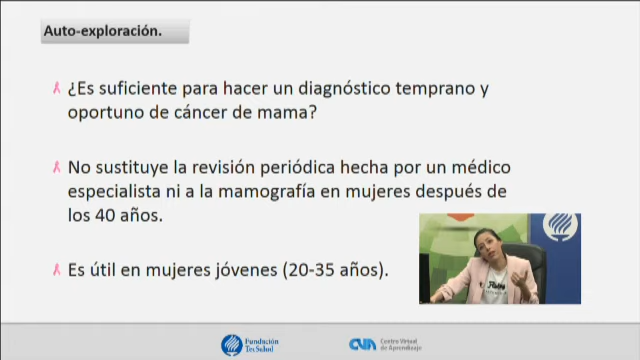 Auto-exploración.
¿Es suficiente para hacer un diagnóstico temprano y
oportuno de cáncer de mama?
No sustituye la revisión periódica hecha por un médico
especialista ni a la mamografía en mujeres después de
los 40 años.
Es útil en mujeres jóvenes (20-35 años).
Fundación
TecSalud
CVA
Centro Virtual
de Aprendizaje